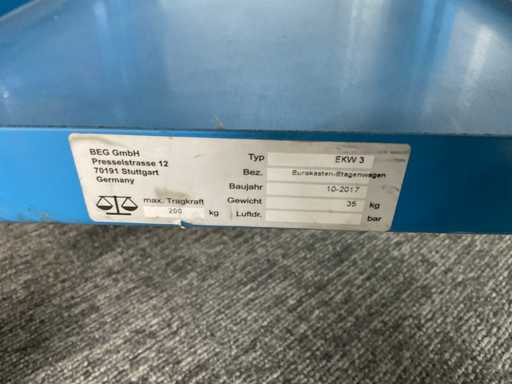 BEG GmbH
Presselstrasse 12
70191 Stuttgart
Germany
max. Tragkraft
200 kg
Typ EKW 3
Bez. Eurokasten-Etagenwagen
Baujahr 10-2017
Gewicht 35 kg
Luftdr. bar